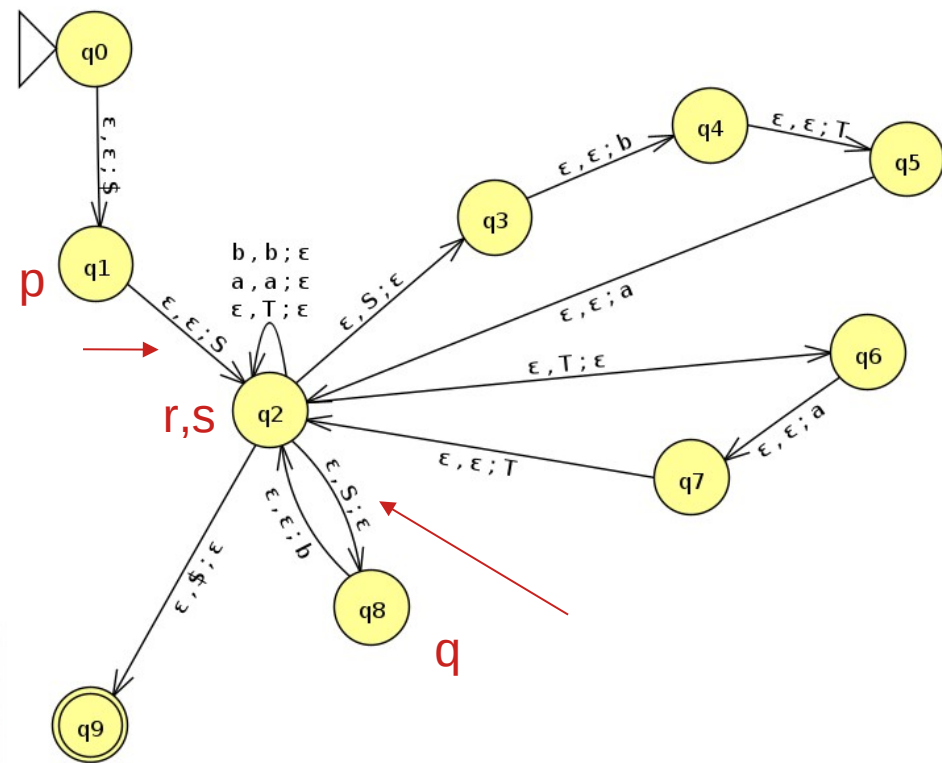 q0
ε,ε;$
q1
p
ε,ε;S
b,b;ε
a,a;ε
ε,T;ε
q2
r,s
ε,S;ε
q3
ε,ε;b
q4
ε,ε;T
q5
ε,ε;a
ε,T;ε
q6
ε,ε;a
q7
ε,ε;T
ε,S;ε
ε,ε;b
q8
q
ε,$;ε
q9